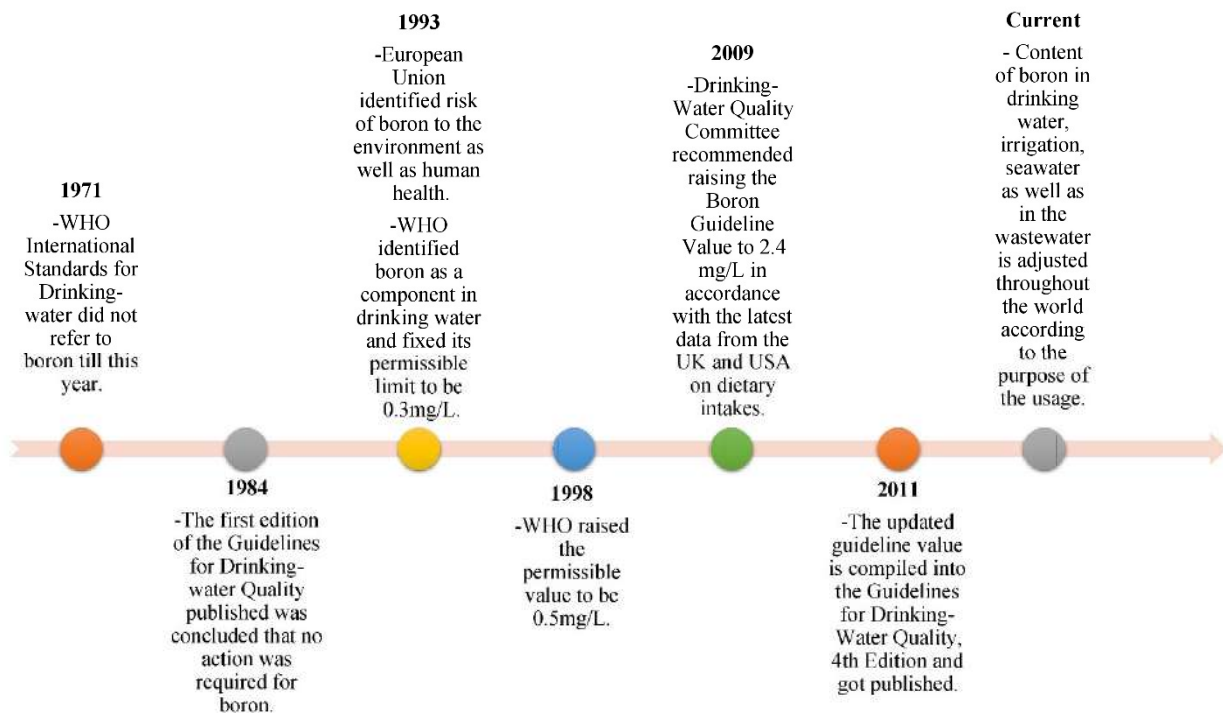 1971
-WHO
International
Standards for
Drinking-
water did not
refer to
boron till this
year.
1984
-The first edition
of the Guidelines
for Drinking-
water Quality
published was
concluded that no
action was
required for
boron.
1993
-European
Union
identified risk
of boron to the
environment as
well as human
health.
-WHO
identified
boron as a
component in
drinking water
and fixed its
permissible
limit to be
0.3mg/L.
1998
-WHO raised
the
permissible
value to be
0.5mg/L.
2009
-Drinking-
Water Quality
Committee
recommended
raising the
Boron
Guideline
Value to 2.4
mg/L in
accordance
with the latest
data from the
UK and USA
on dietary
intakes.
2011
-The updated
guideline value
is compiled into
the Guidelines
for Drinking-
Water Quality,
4th Edition and
got published.
Current
- Content
of boron in
drinking
water,
irrigation,
seawater
as well as
in the
wastewater
is adjusted
throughout
the world
according
to the
purpose of
the usage.